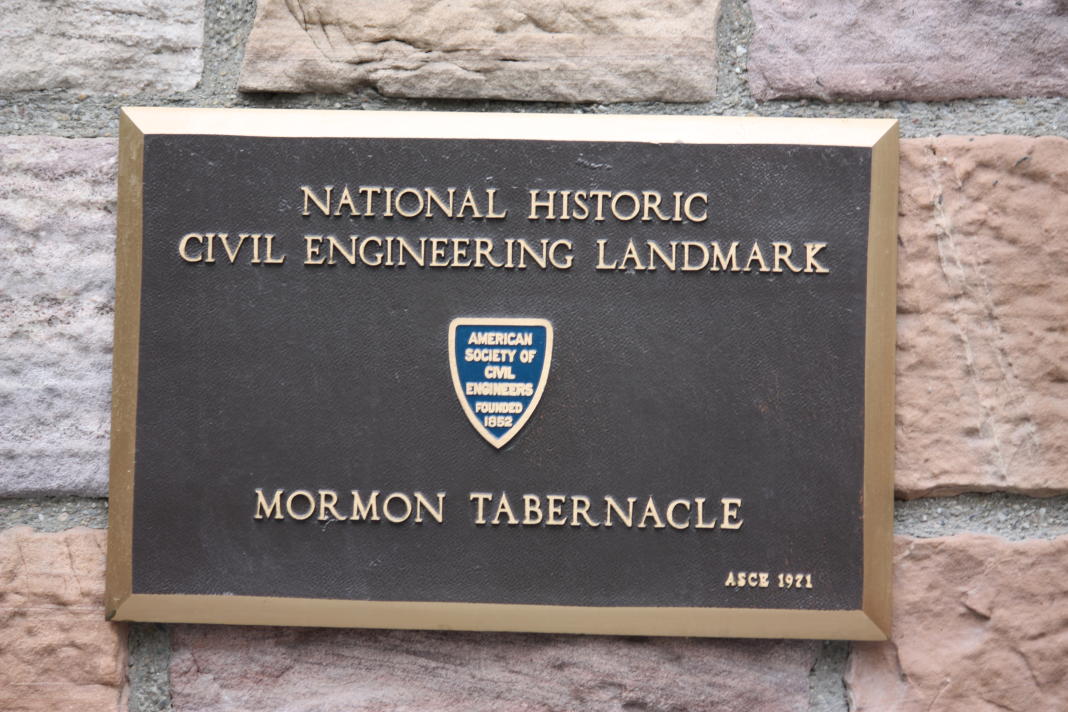 NATIONAL HISTORIC
CIVIL ENGINEERING LANDMARK
AMERICAN
SOCIETY OF
CIVIL
ENGINEERS
FOUNDED
1852
MORMON TABERNACLE
ASCE 1971